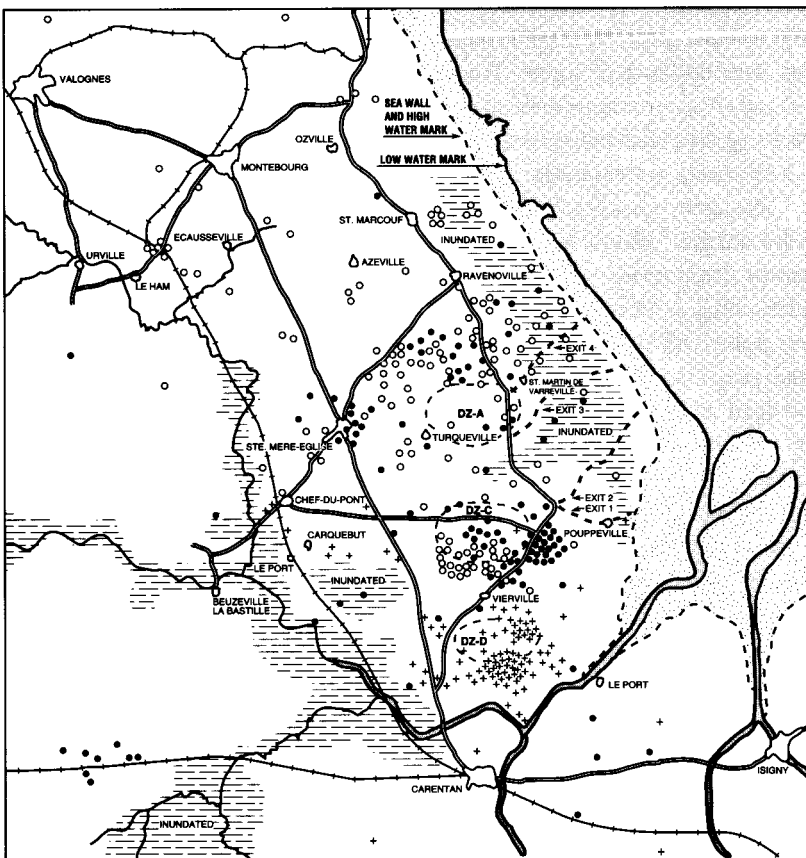 VALOGNES
SEA WALL
AND HIGH
WATER MARK
OZVILLE
LOW WATER MARK
MONTEBOURG
ST. MARCOUF
INUNDATED
ECAUSSEVILLE
URVILLE
AZEVILLE
RAVENOVILLE
LE HAM
EXIT 4
ST. MARTIN DE
VARREVILLE
DZ-A
EXIT 3
INUNDATED
TURQUEVILLE
STE. MERE-EGLISE
CHEF-DU-PONT
EXIT 2
DZ-C
EXIT 1
POUPPEVILLE
CARQUEBUT
LE PORT
INUNDATED
BEUZEVILLE
LA BASTILLE
VIERVILLE
DZ-D
LE PORT
ISIGNY
CARENTAN
INUNDATED